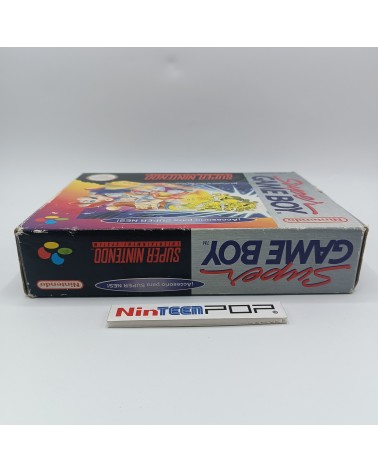 Nintendo
Super
GAME BOY
¡Accesorio para SUPER NES!
SUPER NINTENDO
Super
GAME BOY™
¡Accesorio para SUPER NES!
SUPER NINTENDO
ENTERTAINMENT SYSTEM
Nintendo
NinTEENPOP